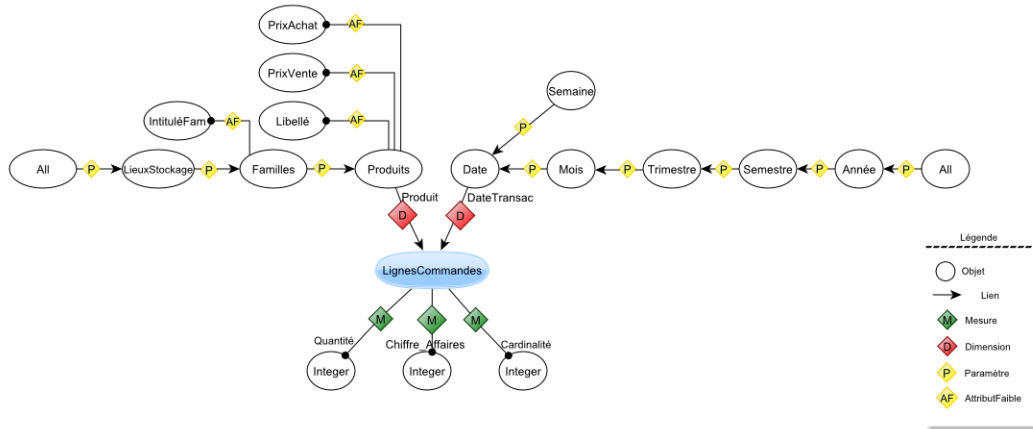 PrixAchat
AF
PrixVente
AF
Semaine
IntituléFam
AF
Libellé
AF
P
All
P
LieuxStockage
P
Familles
P
Produits
Date
P
Mois
P
Trimestre
P
Semestre
P
Année
P
All
Produit
DateTransac
D
D
LignesCommandes
M
M
M
Quantité
Chiffre_Affaires
Cardinalité
Integer
Integer
Integer
Légende
Objet
Lien
M
Mesure
D
Dimension
P
Paramètre
AF
AttributFaible